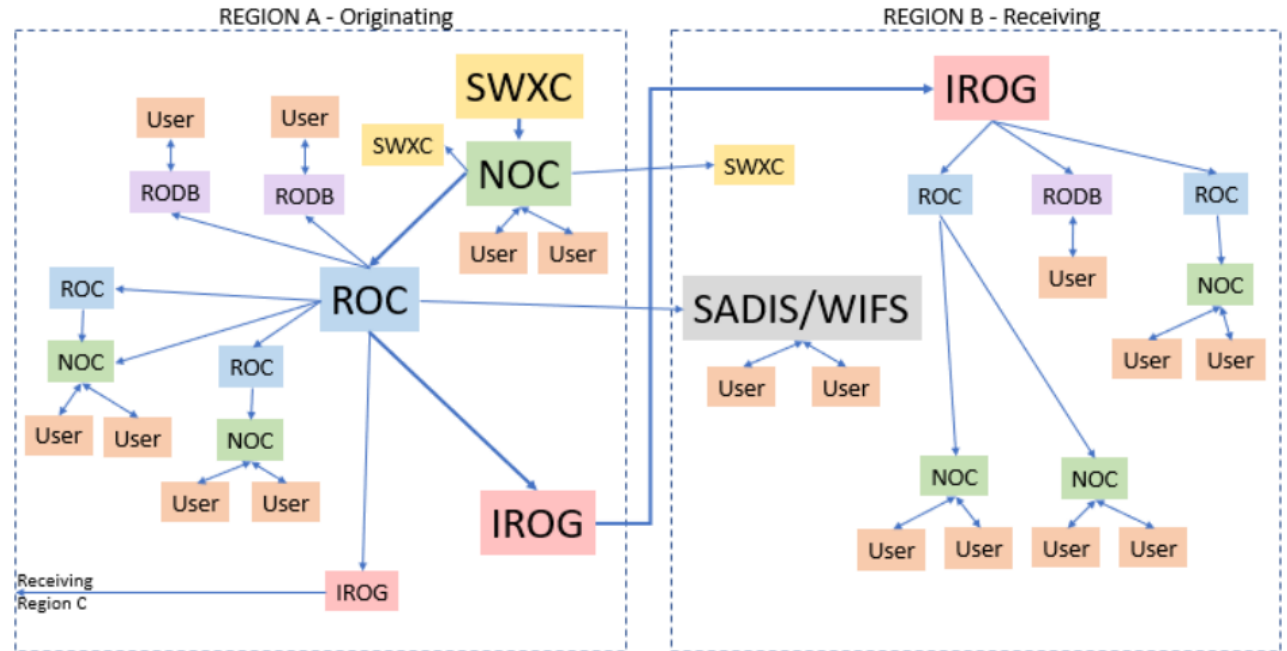 REGION A - Originating
REGION B - Receiving
SWXC
IROG
User
User
SWXC
NOC
SWXC
RODB
RODB
ROC
RODB
ROC
User
User
User
ROC
ROC
SADIS/WIFS
NOC
NOC
ROC
User
User
User
User
User
User
NOC
NOC
NOC
User
User
IROG
User
User
User
User
Receiving
Region C
IROG